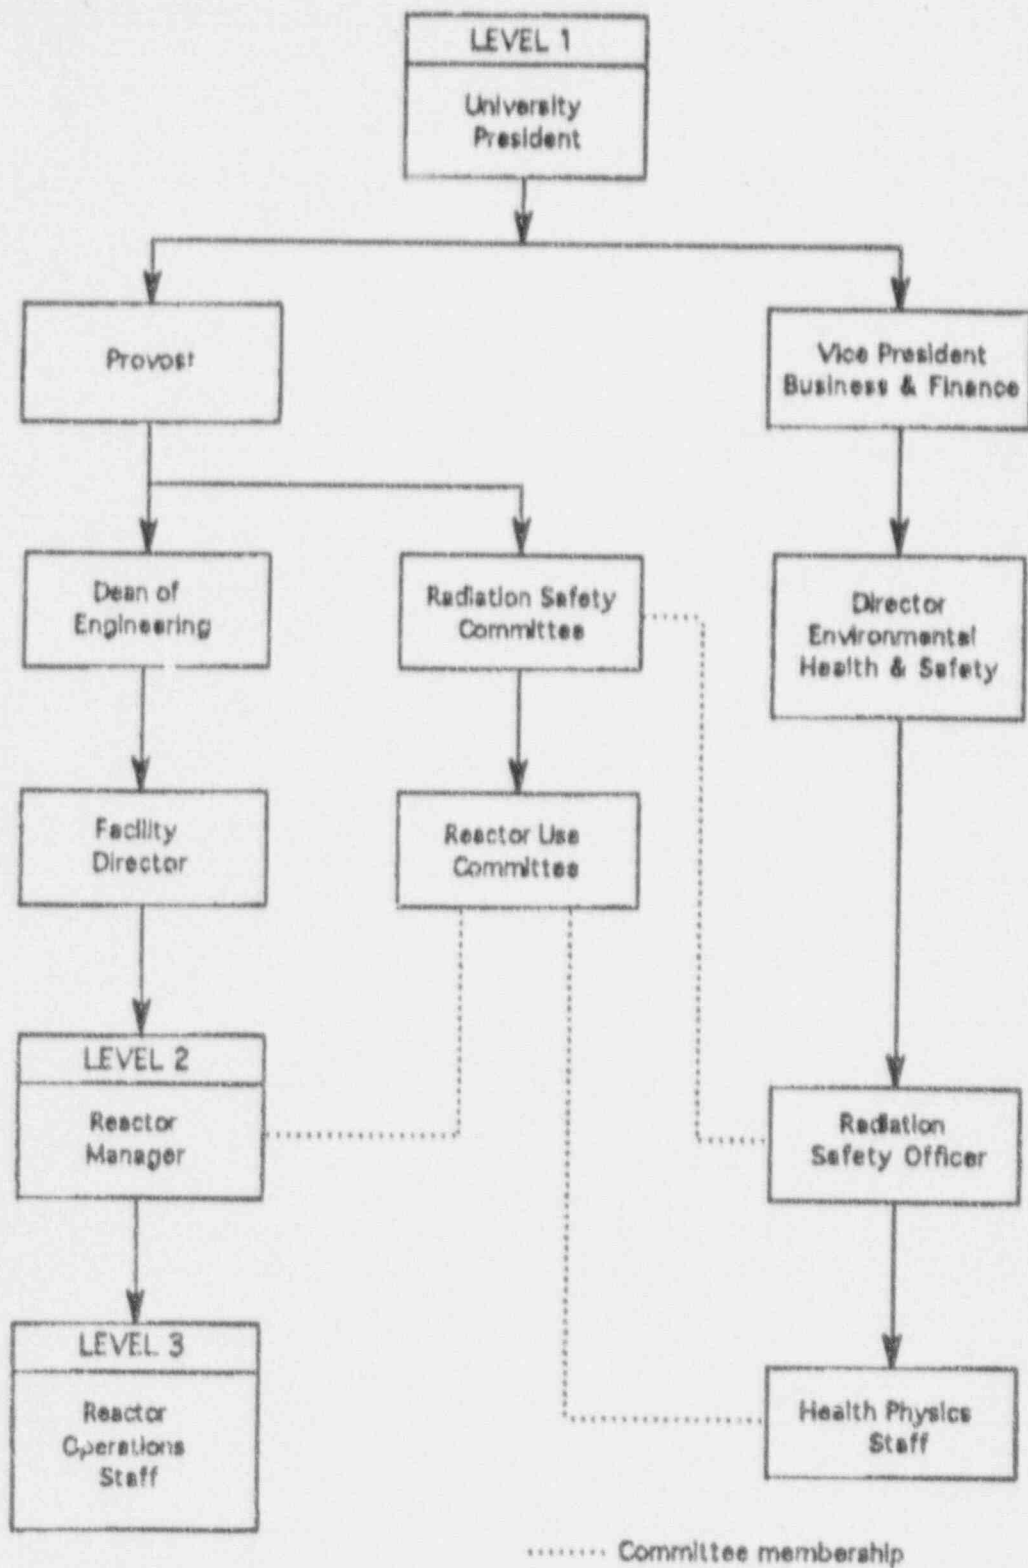 LEVEL 1
University
President
Provost
Vice President
Business & Finance
Dean of
Engineering
Radiation Safety
Committee
Director
Environmental
Health & Safety
Facility
Director
Reactor Use
Committee
LEVEL 2
Reactor
Manager
Radiation
Safety Officer
LEVEL 3
Reactor
Operations
Staff
Health Physics
Staff
Committee membership